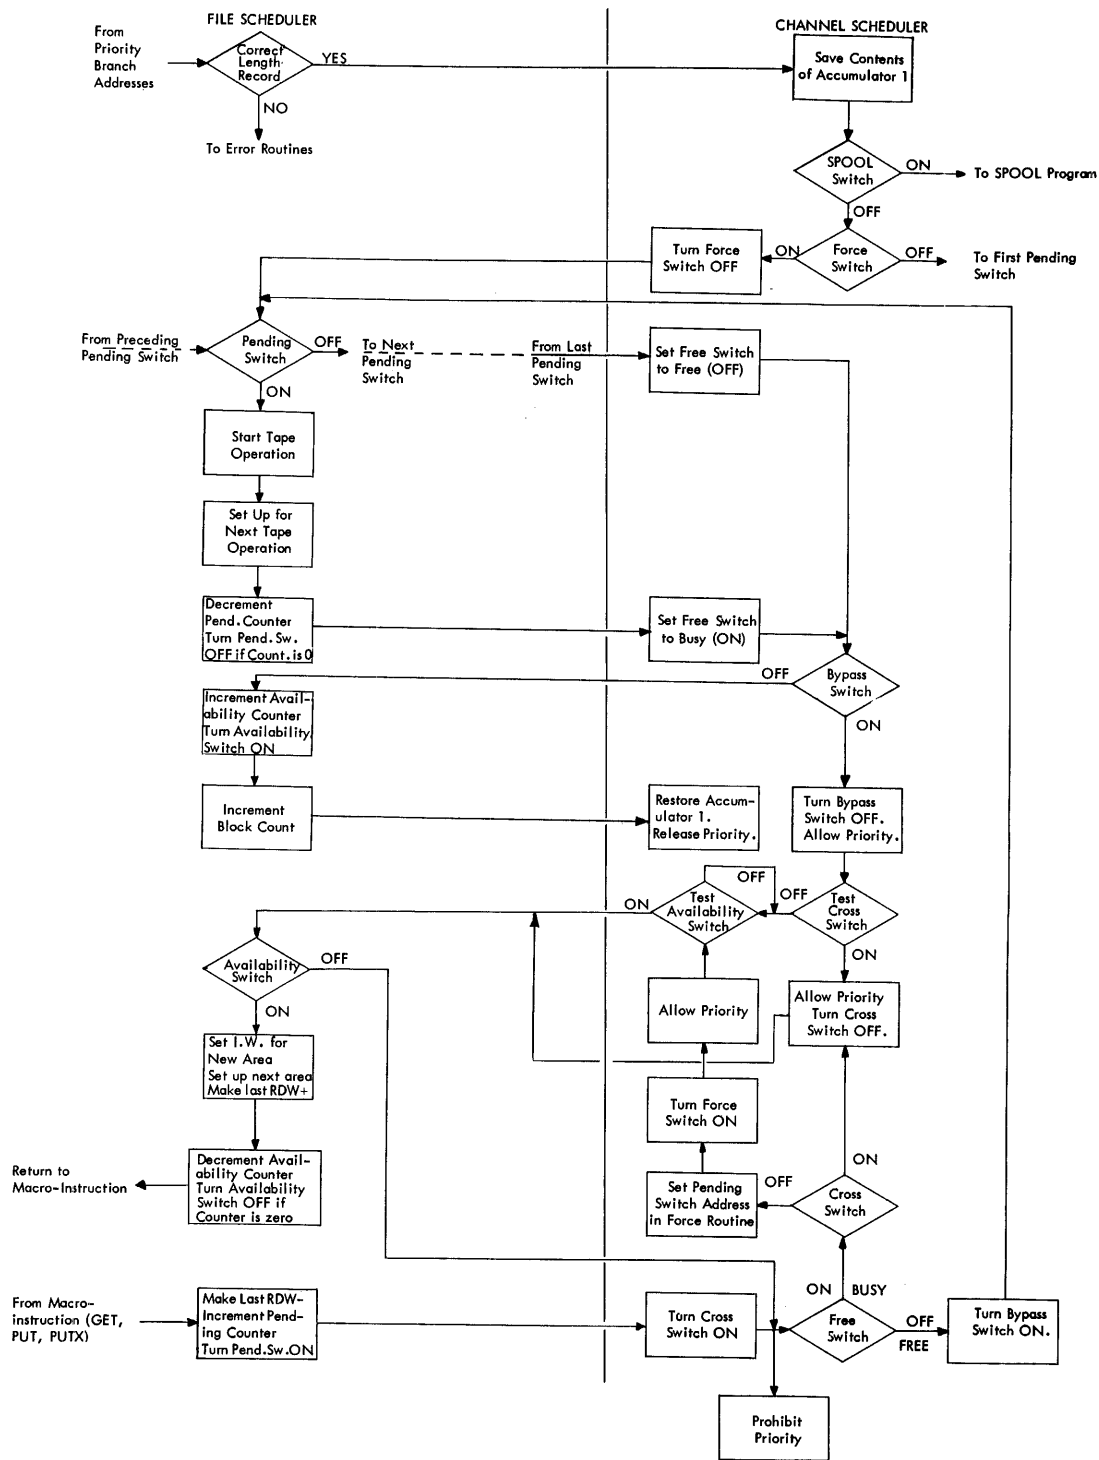 FILE SCHEDULER
CHANNEL SCHEDULER
From
Priority
Branch
Addresses
Correct
Length
Record
YES
NO
To Error Routines
Save Contents
of Accumulator 1
SPOOL
Switch
ON
To SPOOL Program
OFF
Turn Force
Switch OFF
ON
Force
Switch
OFF
To First Pending
Switch
From Preceding
Pending Switch
Pending
Switch
OFF
To Next
Pending
Switch
From Last
Pending
Switch
Set Free Switch
to Free (OFF)
ON
Start Tape
Operation
Set Up for
Next Tape
Operation
Decrement
Pend. Counter
Turn Pend. Sw.
OFF if Count. is 0
Set Free Switch
to Busy (ON)
OFF
Bypass
Switch
ON
Increment Avail-
ability Counter
Turn Availability
Switch ON
Increment
Block Count
Restore Accum-
ulator 1.
Release Priority.
Turn Bypass
Switch OFF.
Allow Priority.
OFF
ON
Test
Availability
Switch
OFF
Test
Cross
Switch
ON
Availability
Switch
OFF
ON
Allow Priority
Allow Priority
Turn Cross
Switch OFF.
Set I.W. for
New Area
Set up next area
Make last RDW+
Turn Force
Switch ON
Return to
Macro-Instruction
Decrement Avail-
ability Counter
Turn Availability
Switch OFF if
Counter is zero
Set Pending
Switch Address
in Force Routine
OFF
ON
Cross
Switch
From Macro-
instruction (GET,
PUT, PUTX)
Make Last RDW-
Increment Pend-
ing Counter
Turn Pend. Sw. ON
Turn Cross
Switch ON
ON
BUSY
Free
Switch
OFF
FREE
Turn Bypass
Switch ON.
Prohibit
Priority